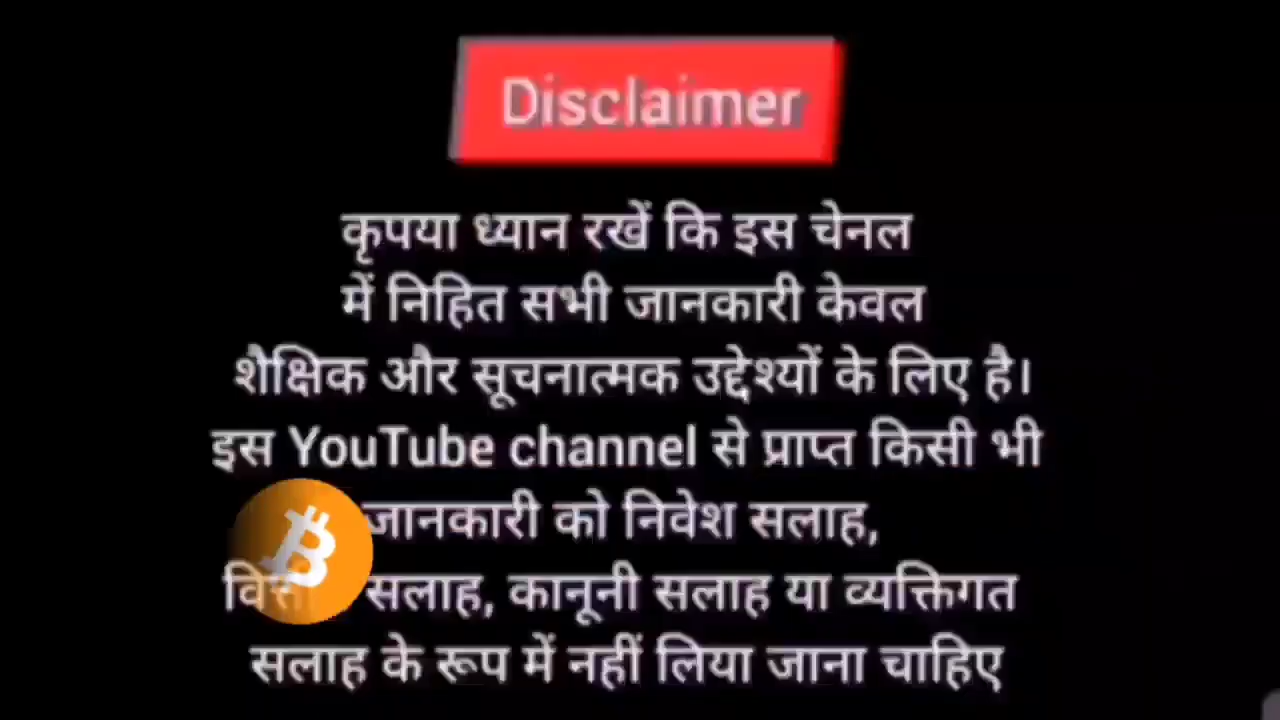 Disclaimer
कृपया ध्यान रखें कि इस चेनल
में निहित सभी जानकारी केवल
शैक्षिक और सूचनात्मक उद्देश्यों के लिए है।
इस YouTube channel से प्राप्त किसी भी
जानकारी को निवेश सलाह,
सलाह, कानूनी सलाह या व्यक्तिगत
सलाह के रूप में नहीं लिया जाना चाहिए